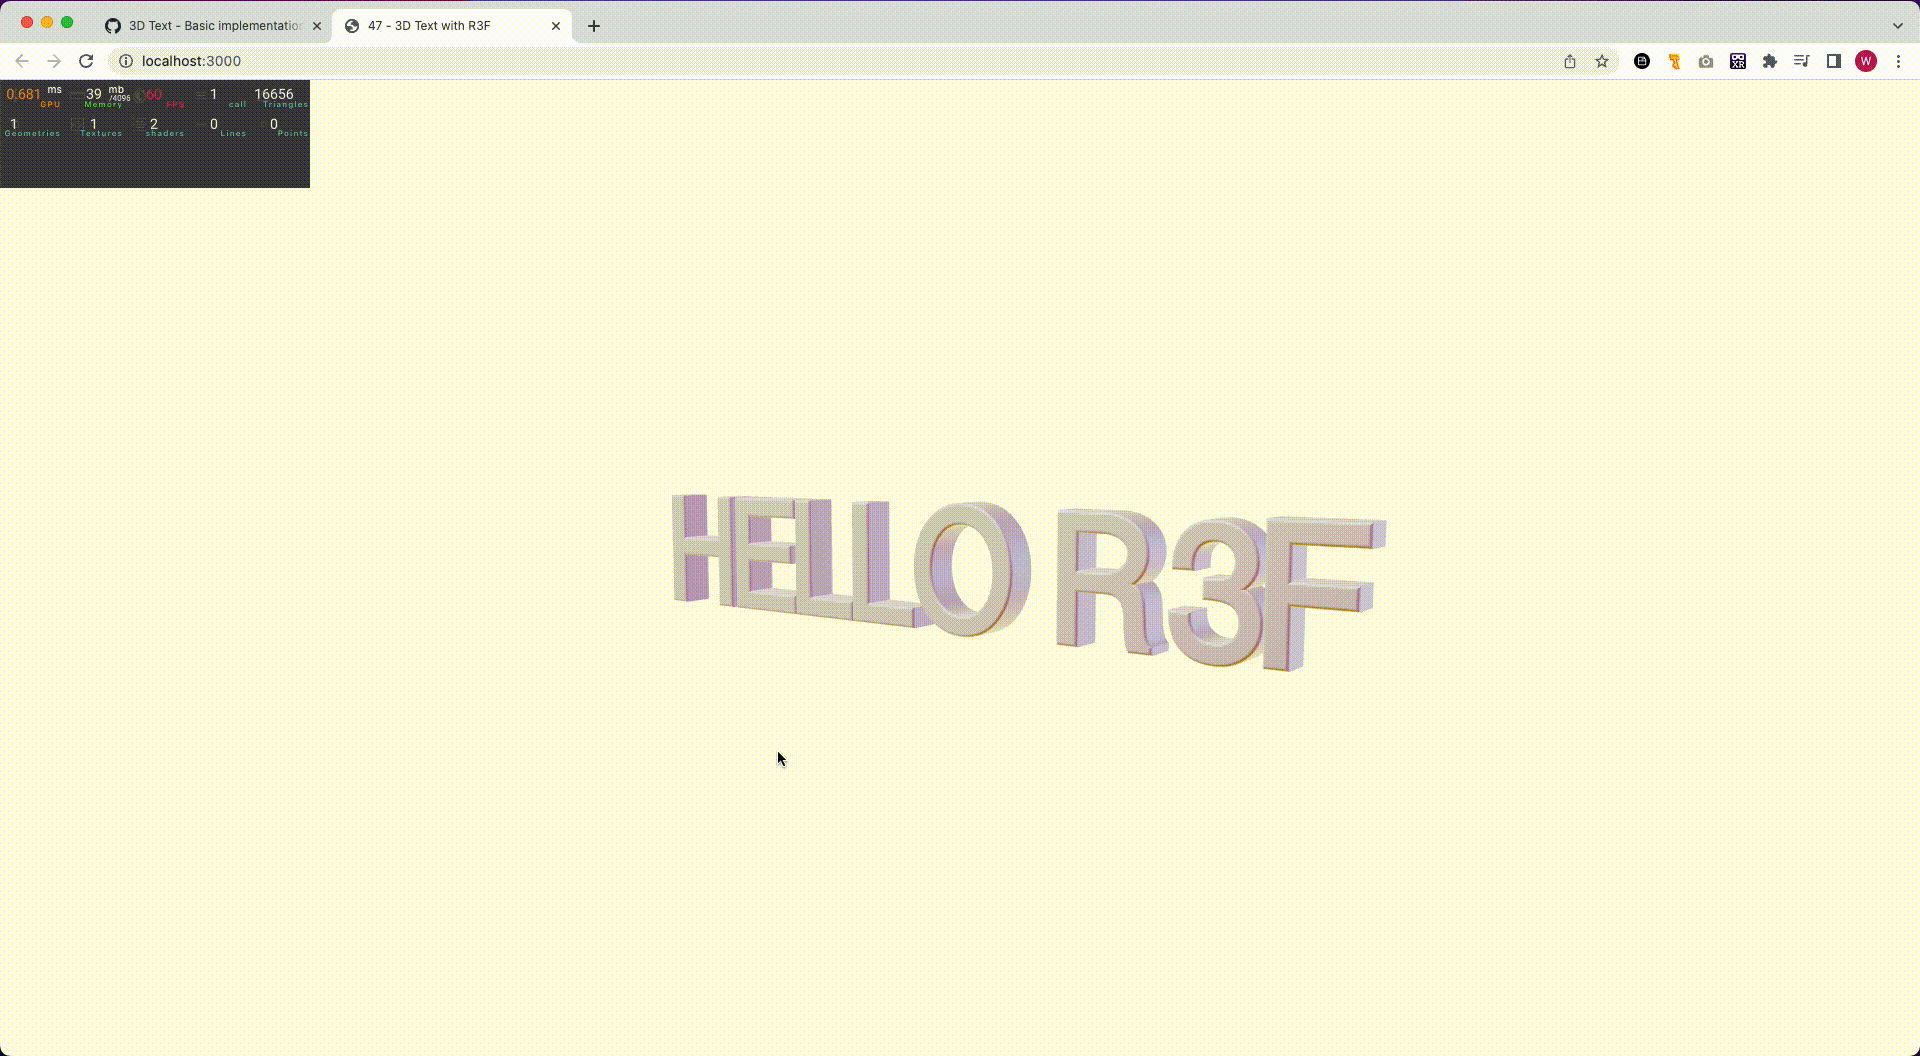 3D Text - Basic implementatio
47 - 3D Text with R3F
localhost:3000
W
0.681 ms GPU 39 mb /4096 Memory 60 FPS 1 call 16656 Triangles
1 Geometries 1 Textures 2 shaders 0 Lines 0 Points
HELLO R3F